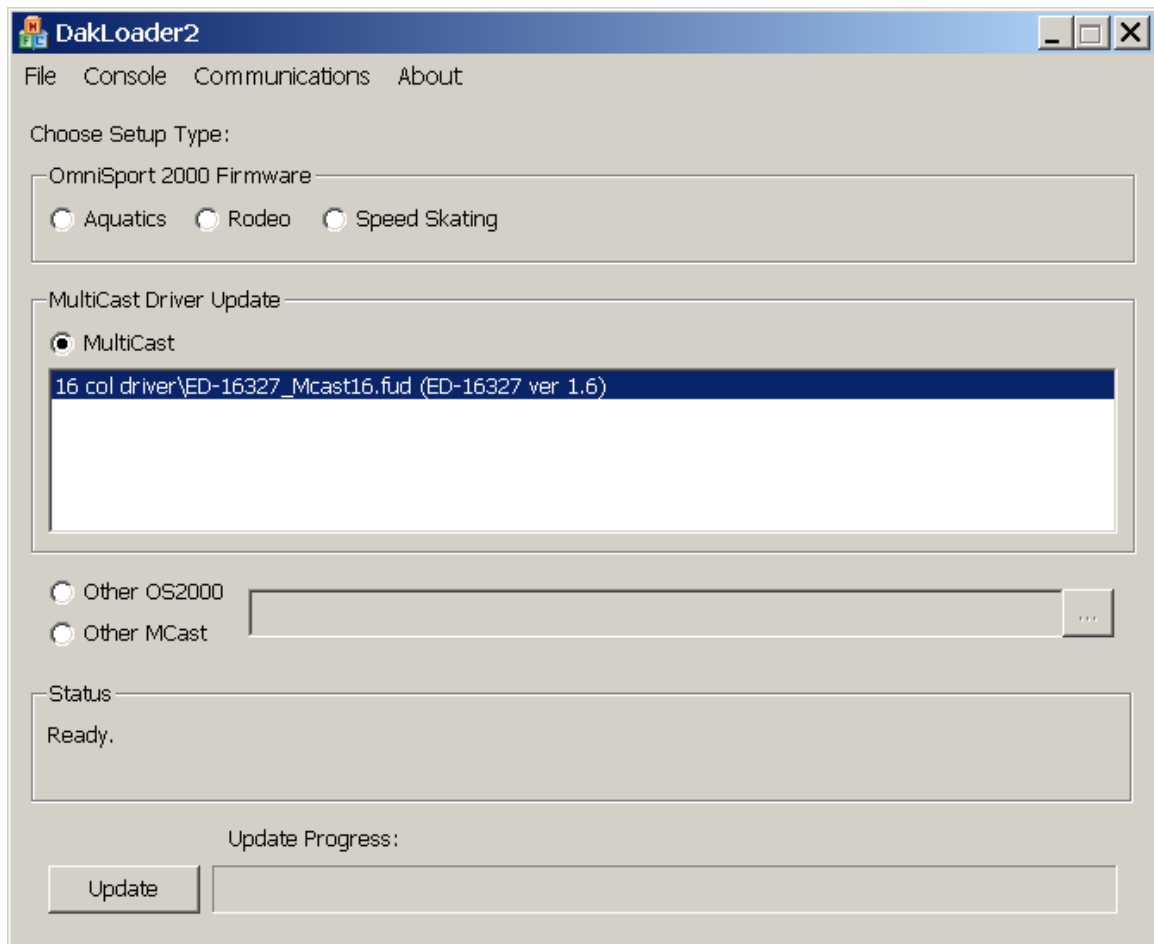 DakLoader2
File Console Communications About
Choose Setup Type:
OmniSport 2000 Firmware
Aquatics Rodeo Speed Skating
MultiCast Driver Update
MultiCast
16 col driver\ED-16327_Mcast16.fud (ED-16327 ver 1.6)
Other OS2000
...
Other MCast
Status
Ready.
Update Progress:
Update